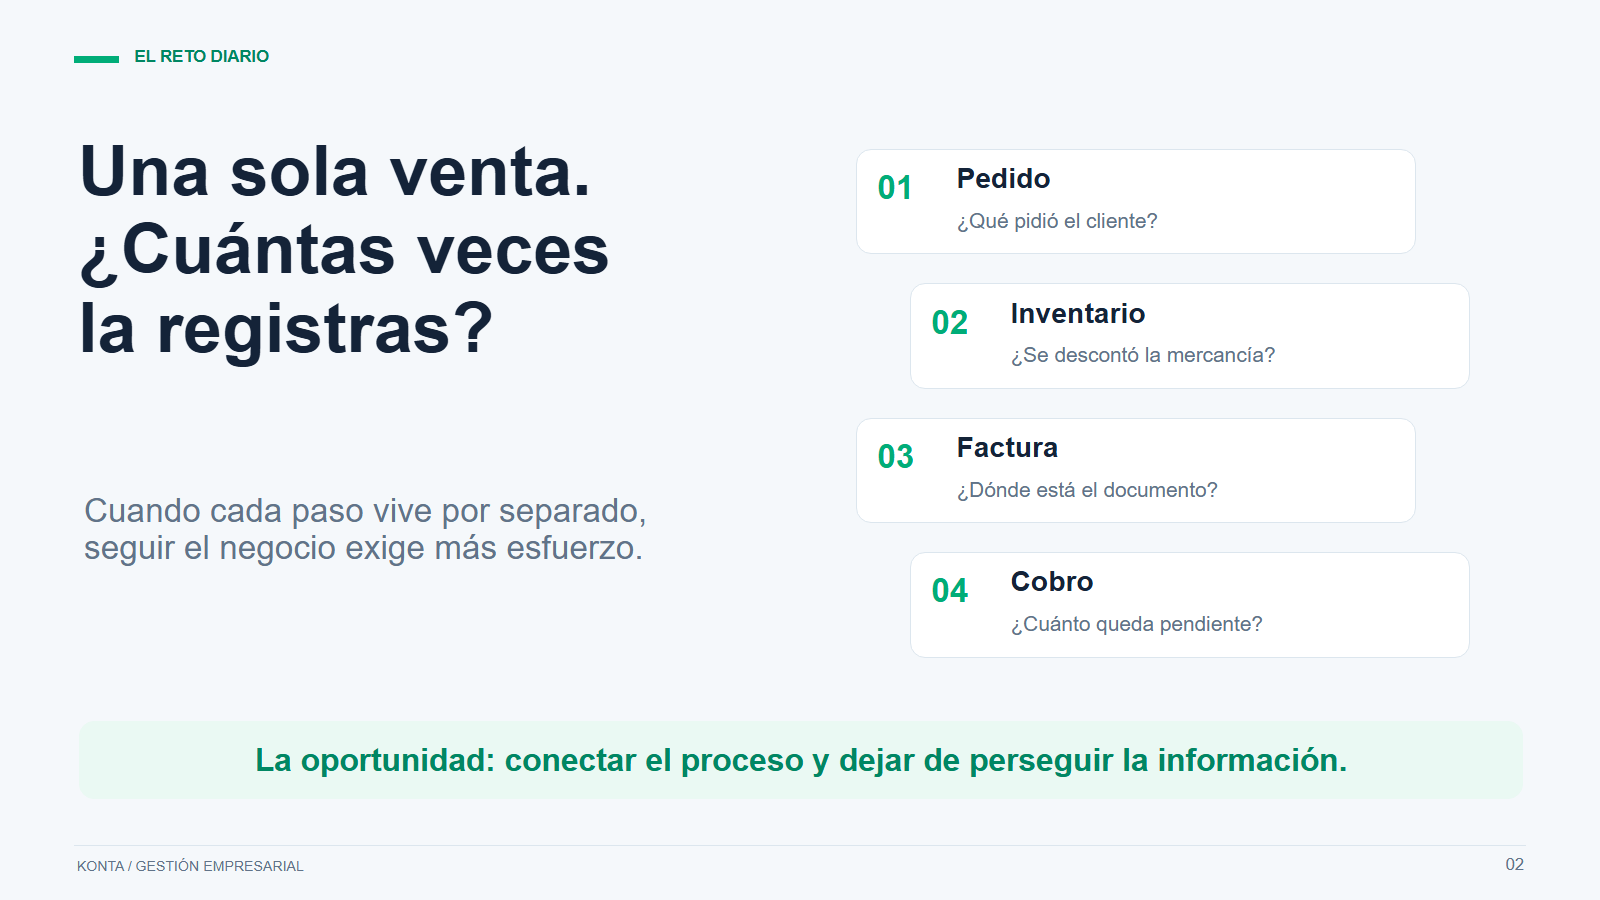 EL RETO DIARIO
Una sola venta.
¿Cuántas veces
la registras?
Cuando cada paso vive por separado,
seguir el negocio exige más esfuerzo.
01
Pedido
¿Qué pidió el cliente?
02
Inventario
¿Se descontó la mercancía?
03
Factura
¿Dónde está el documento?
04
Cobro
¿Cuánto queda pendiente?
La oportunidad: conectar el proceso y dejar de perseguir la información.
KONTA / GESTIÓN EMPRESARIAL
02